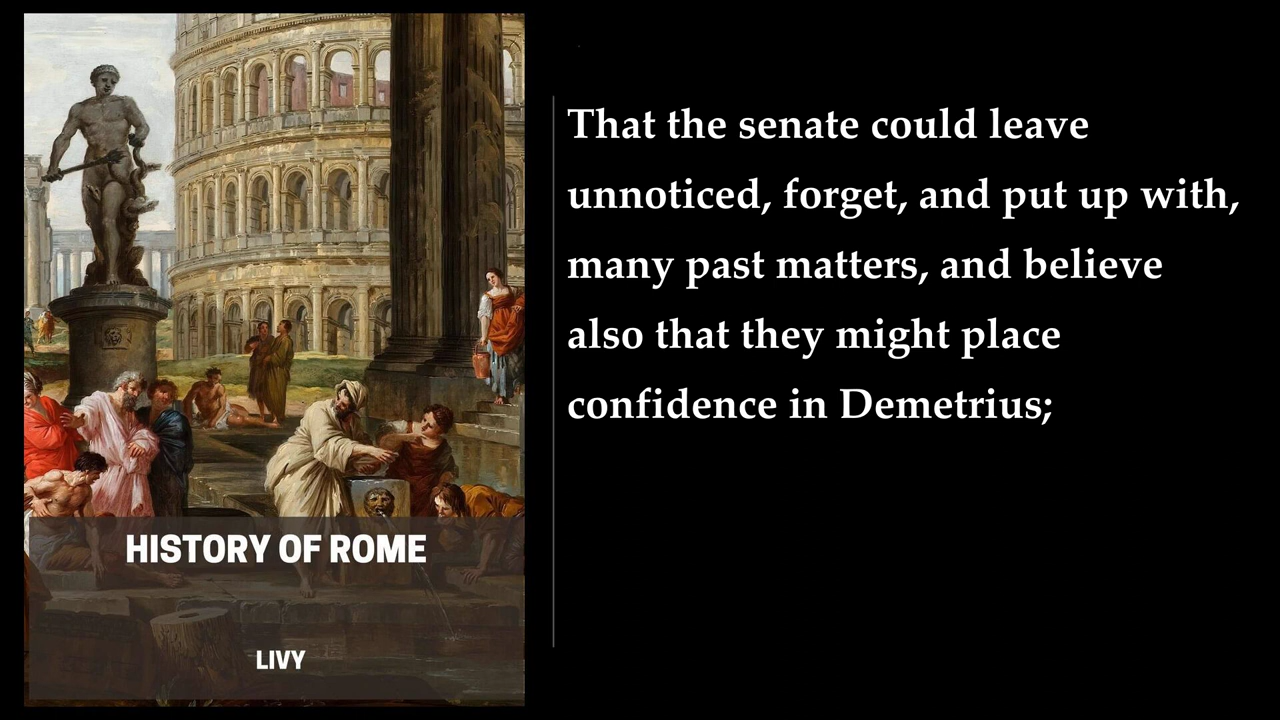 HISTORY OF ROME
LIVY
That the senate could leave
unnoticed, forget, and put up with,
many past matters, and believe
also that they might place
confidence in Demetrius;